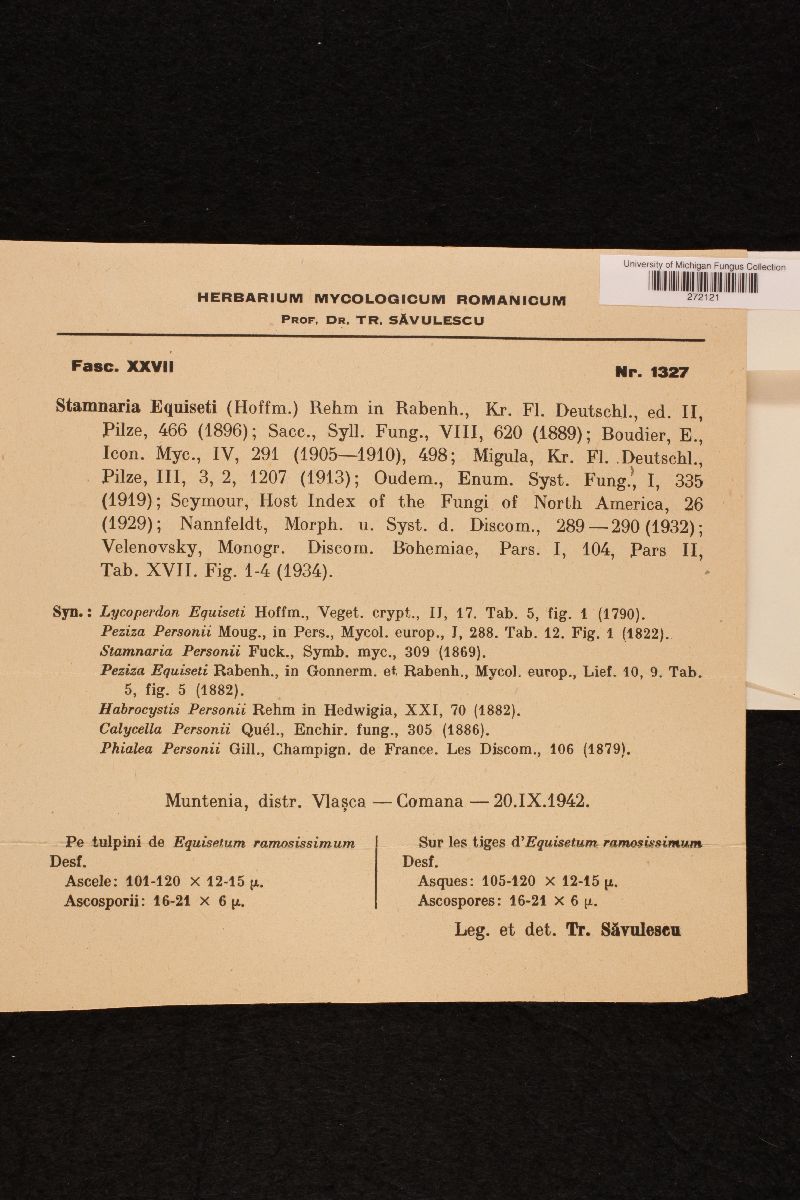 University of Michigan Fungus Collection
272121
HERBARIUM MYCOLOGICUM ROMANICUM
PROF. DR. TR. SĂVULESCU
Fasc. XXVII
Nr. 1327
Stamnaria Equiseti (Hoffm.) Rehm in Rabenh., Kr. Fl. Deutschl., ed. II,
Pilze, 466 (1896); Sacc., Syll. Fung., VIII, 620 (1889); Boudier, E.,
Icon. Myc., IV, 291 (1905—1910), 498; Migula, Kr. Fl. Deutschl.,
Pilze, III, 3, 2, 1207 (1913); Oudem., Enum. Syst. Fung., I, 335
(1919); Seymour, Host Index of the Fungi of North America, 26
(1929); Nannfeldt, Morph. u. Syst. d. Discom., 289—290 (1932);
Velenovsky, Monogr. Discom. Bohemiae, Pars. I, 104, Pars II,
Tab. XVII. Fig. 1-4 (1934).
Syn.: Lycoperdon Equiseti Hoffm., Veget. crypt., II, 17. Tab. 5, fig. 1 (1790).
Peziza Personii Moug., in Pers., Mycol. europ., I, 288. Tab. 12. Fig. 1 (1822).
Stamnaria Personii Fuck., Symb. myc., 309 (1869).
Peziza Equiseti Rabenh., in Gonnerm. et Rabenh., Mycol. europ., Lief. 10, 9. Tab.
5, fig. 5 (1882).
Habrocystis Personii Rehm in Hedwigia, XXI, 70 (1882).
Calycella Personii Quél., Enchir. fung., 305 (1886).
Phialea Personii Gill., Champign. de France. Les Discom., 106 (1879).
Muntenia, distr. Vlaşca — Comana — 20.IX.1942.
Pe tulpini de Equisetum ramosissimum
Desf.
Ascele: 101-120 × 12-15 μ.
Ascosporii: 16-21 × 6 μ.
Sur les tiges d'Equisetum ramosissimum
Desf.
Asques: 105-120 × 12-15 μ.
Ascospores: 16-21 × 6 μ.
Leg. et det. Tr. Săvulescu